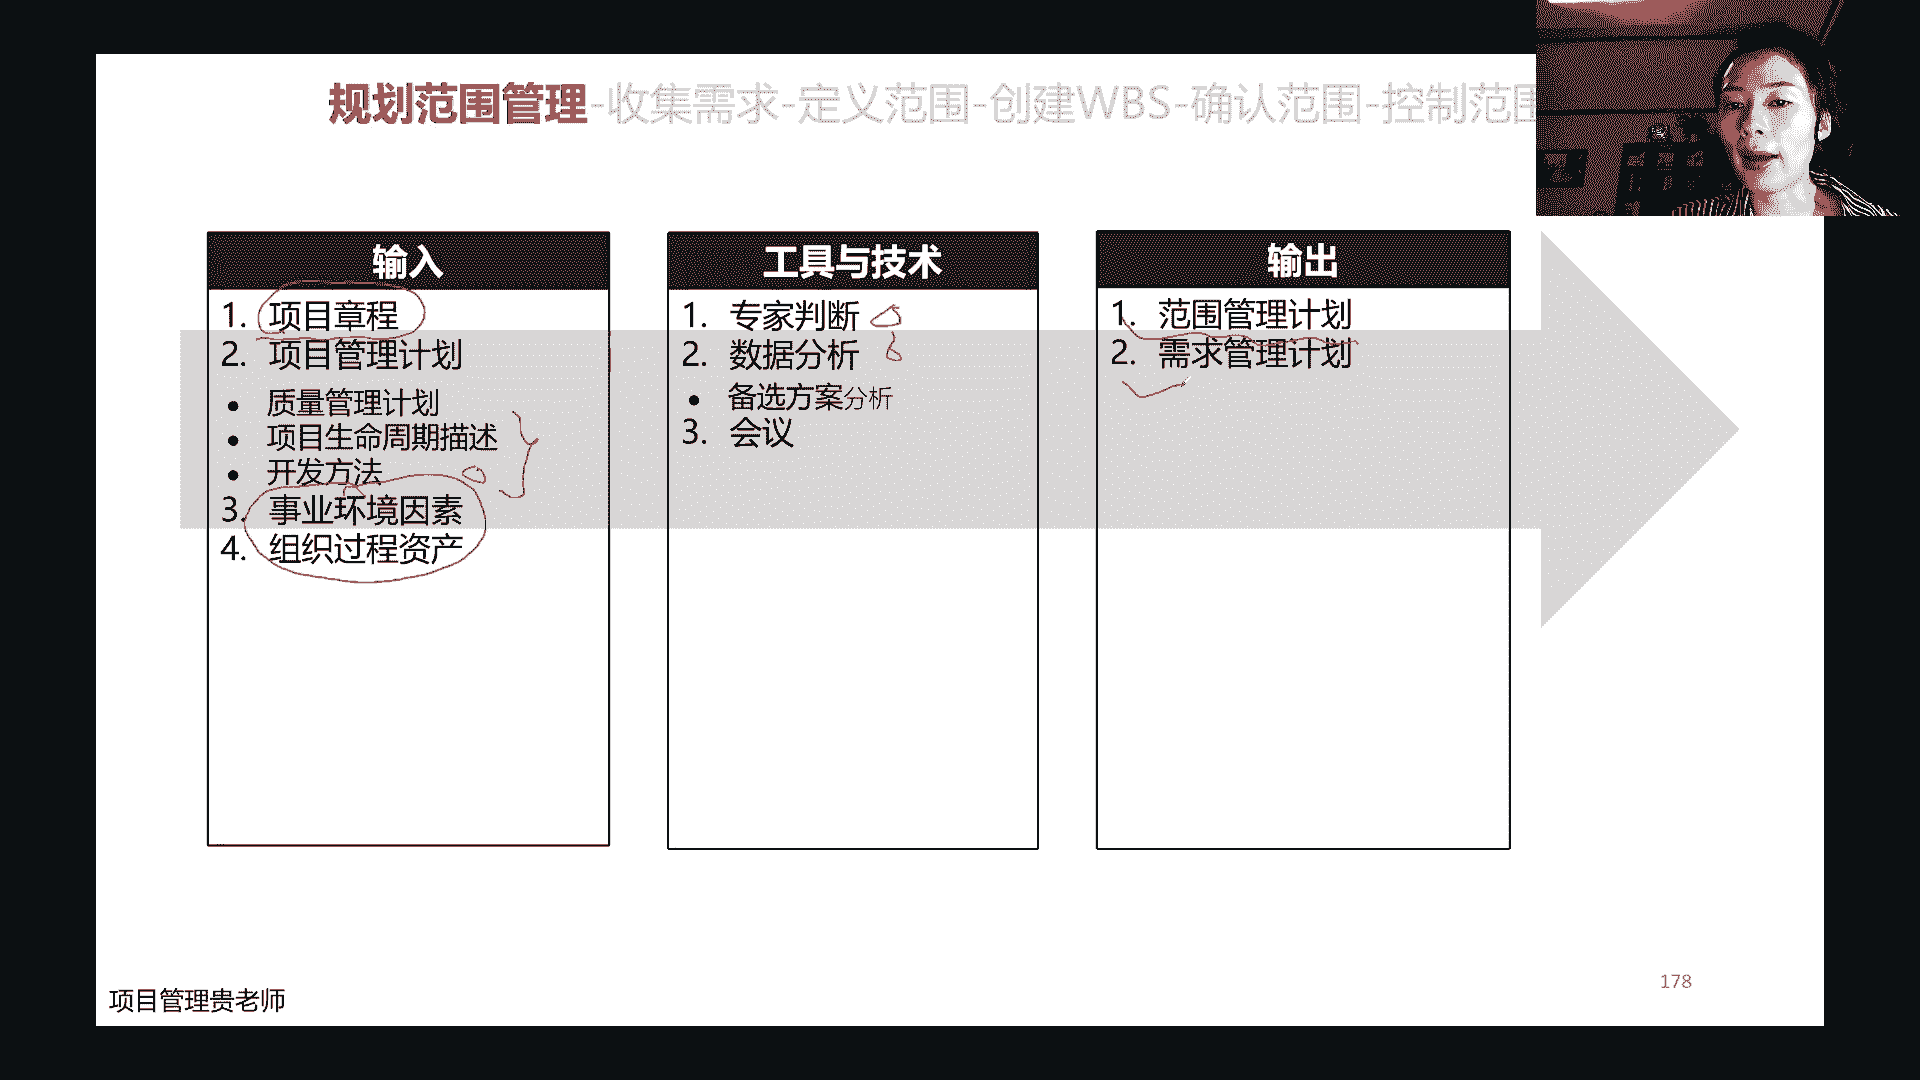 规划范围管理-收集需求-定义范围-创建WBS-确认范围-控制范围
输入
1. 项目章程
2. 项目管理计划
● 质量管理计划
● 项目生命周期描述
● 开发方法
3. 事业环境因素
4. 组织过程资产
工具与技术
1. 专家判断
2. 数据分析
● 备选方案分析
3. 会议
输出
1. 范围管理计划
2. 需求管理计划
项目管理贵老师
178